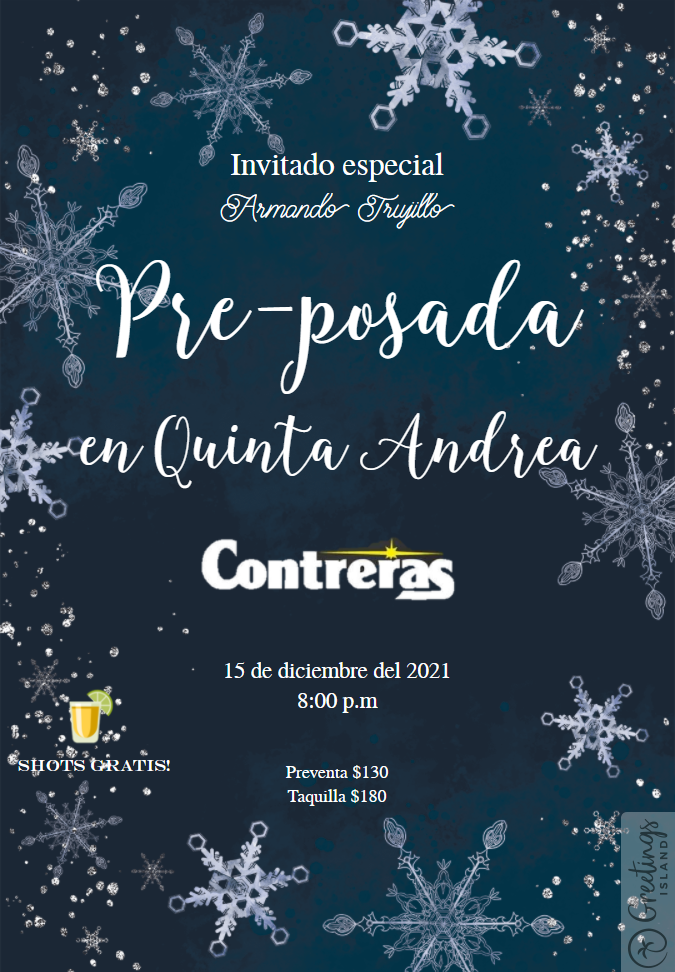 Invitado especial
Armando Trujillo
Pre-posada
en Quinta Andrea
Contreras
15 de diciembre del 2021
8:00 p.m
SHOTS GRATIS!
Preventa $130
Taquilla $180
Greetings
ISLAND